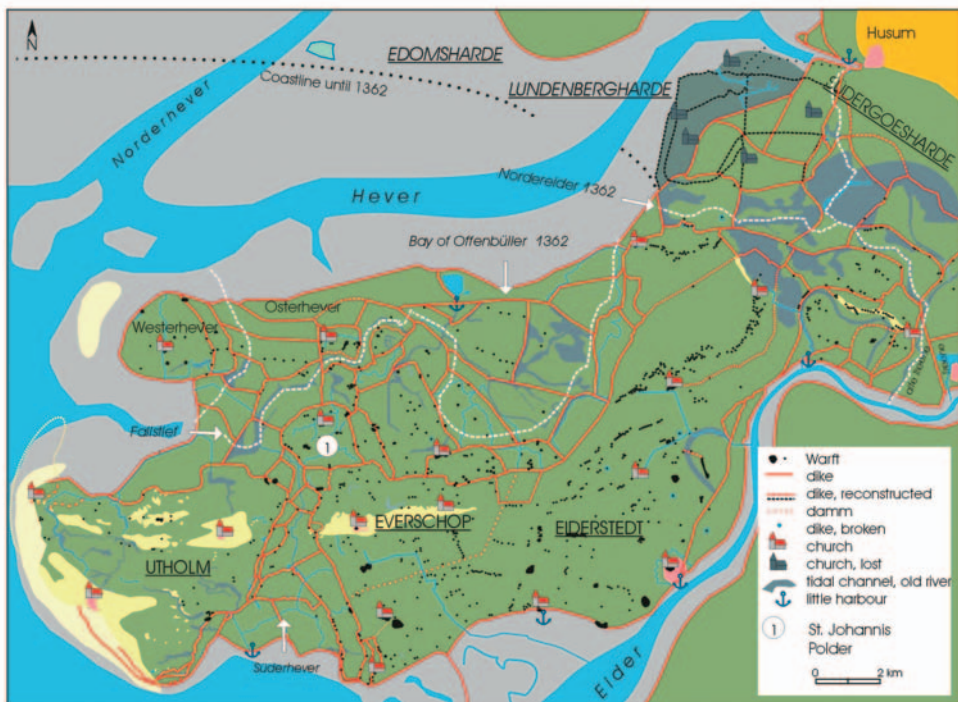 N
Husum
EDOMSHARDE
Coastline until 1362
LUNDENBERGHARDE
SÜDERGOESHARDE
Norderhever
Nordereider 1362
Hever
Bay of Offenbüller 1362
Osterhever
Westerhever
Fallstief
1
EVERSCHOP
EIDERSTEDT
UTHOLM
Süderhever
Eider
Warft
dike
dike, reconstructed
damm
dike, broken
church
church, lost
tidal channel, old river
little harbour
1
St. Johannis
Polder
0
2 km